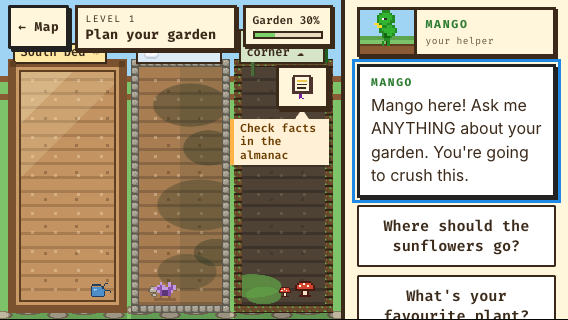 ← Map
LEVEL 1
Plan your garden
Garden 30%
South bed
corner ☁
Check facts
in the
almanac
MANGO
your helper
MANGO
Mango here! Ask me
ANYTHING about your
garden. You're going
to crush this.
Where should the
sunflowers go?
What's your
favourite plant?